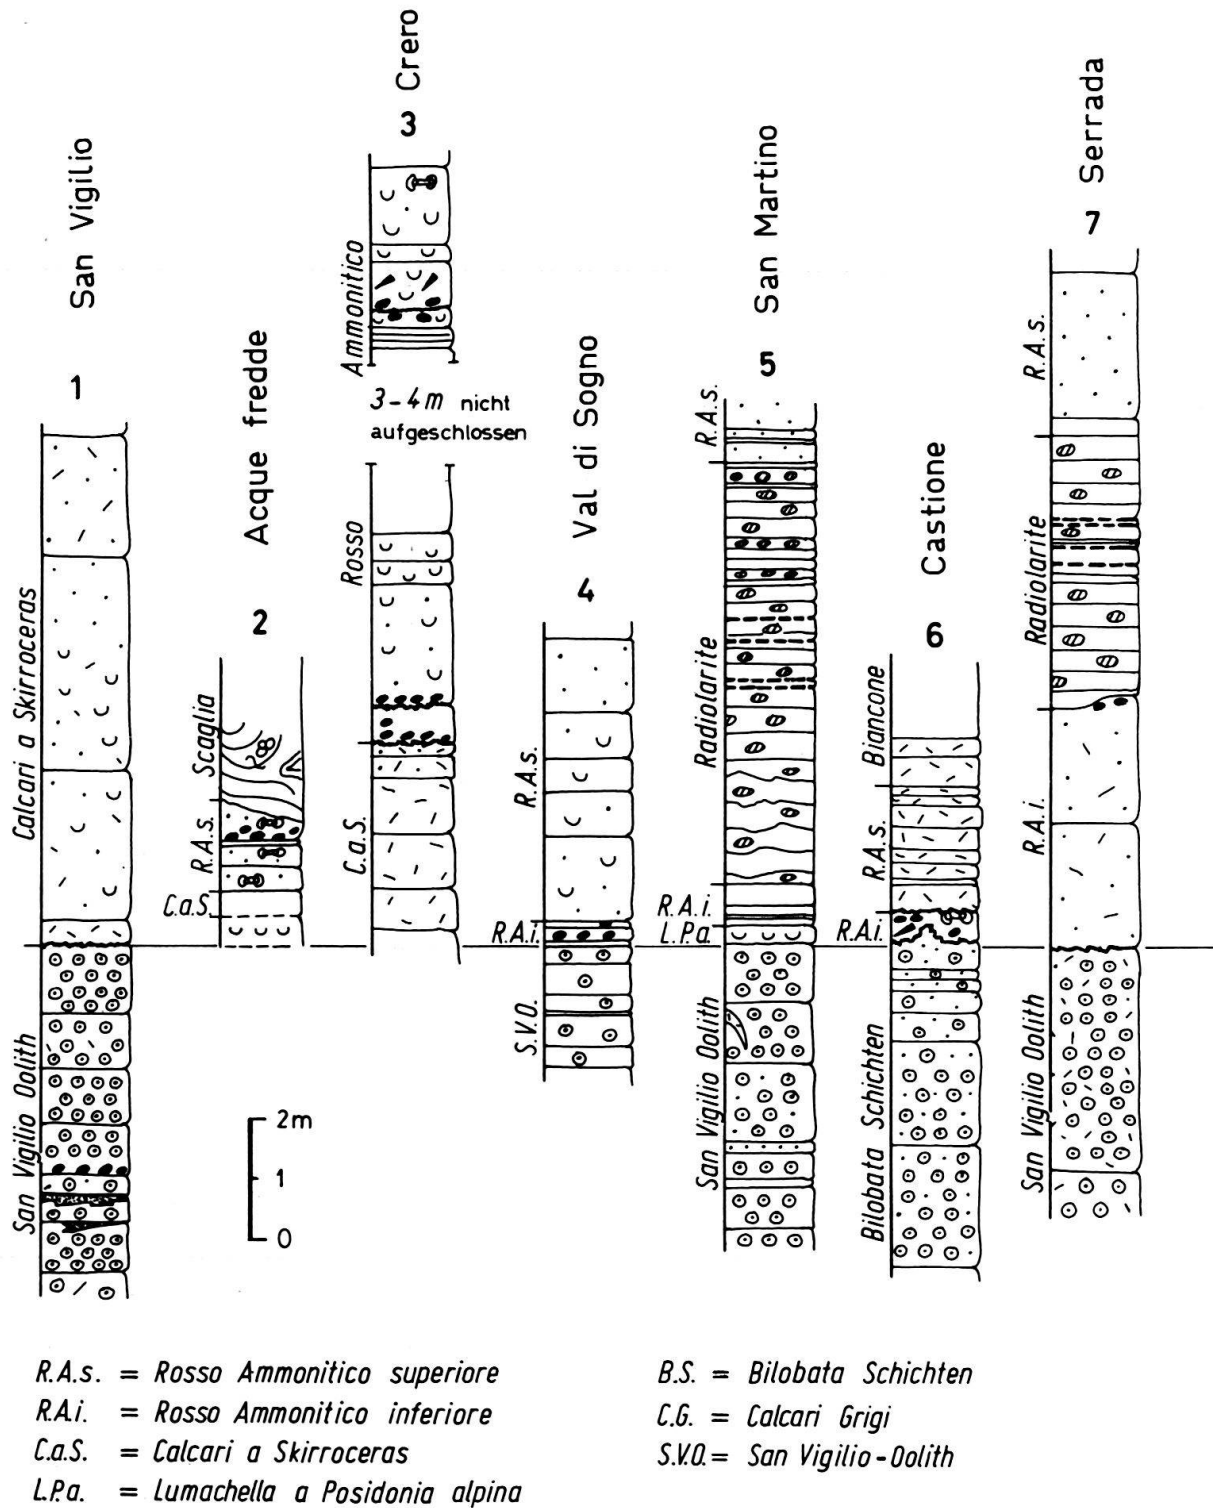 San Vigilio
1
Calcari a Skirroceras
San Vigilio Oolith
Acque fredde
2
Scaglia
R.A.s.
C.a.S.
3 Crero
Ammonitico
3-4m nicht
aufgeschlossen
Rosso
C.a.S.
Val di Sogno
4
R.A.s.
R.A.i.
S.V.O.
San Martino
5
R.A.s.
Radiolarite
R.A.i.
L.P.a.
San Vigilio Oolith
Castione
6
Biancone
R.A.s.
R.A.i.
Bilobata Schichten
7 Serrada
R.A.s.
Radiolarite
R.A.i.
San Vigilio Oolith
2m
1
0
R.A.s. = Rosso Ammonitico superiore
R.A.i. = Rosso Ammonitico inferiore
C.a.S. = Calcari a Skirroceras
L.P.a. = Lumachella a Posidonia alpina
B.S. = Bilobata Schichten
C.G. = Calcari Grigi
S.V.O. = San Vigilio-Oolith